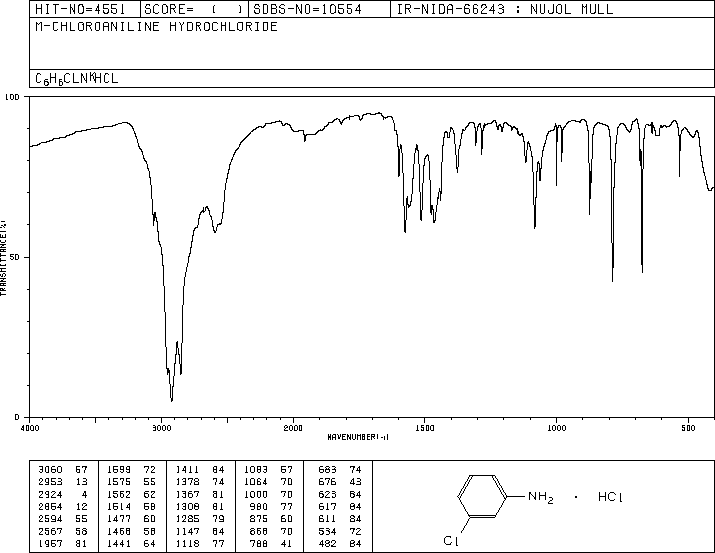 HIT-NO=4551 SCORE= ( ) SDBS-NO=10554 IR-NIDA-66243 : NUJOL MULL
M-CHLOROANILINE HYDROCHLORIDE
C6H6CLN*HCL
100
50
0
TRANSMITTANCE(%)
4000 3000 2000 1500 1000 500
WAVENUMBER(-1)
3060 57 1599 72 1411 84 1083 57 683 74
2953 13 1575 55 1378 74 1064 70 676 43
2924 4 1562 62 1367 81 1000 70 623 84
2854 12 1514 58 1308 81 980 77 617 84
2594 55 1477 60 1285 79 875 60 611 84
2567 58 1468 58 1147 84 868 70 534 72
1957 81 1441 64 1118 77 788 41 482 84
NH2 · HCl
Cl